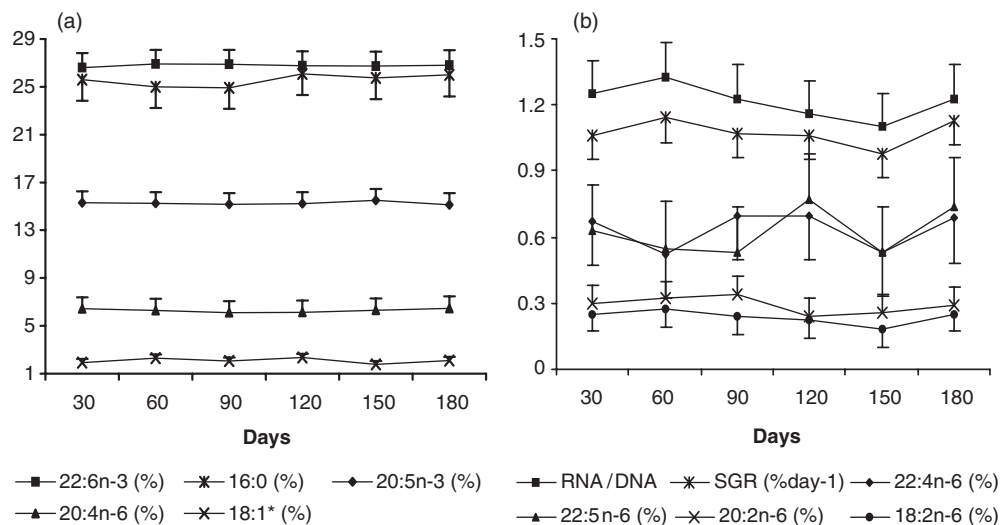 (a)
29
25
21
17
13
9
5
1
30 60 90 120 150 180
Days
22:6n-3 (%) 16:0 (%) 20:5n-3 (%)
20:4n-6 (%) 18:1* (%)
(b)
1.5
1.2
0.9
0.6
0.3
0
30 60 90 120 150 180
Days
RNA/DNA SGR (%day-1) 22:4n-6 (%)
22:5n-6 (%) 20:2n-6 (%) 18:2n-6 (%)